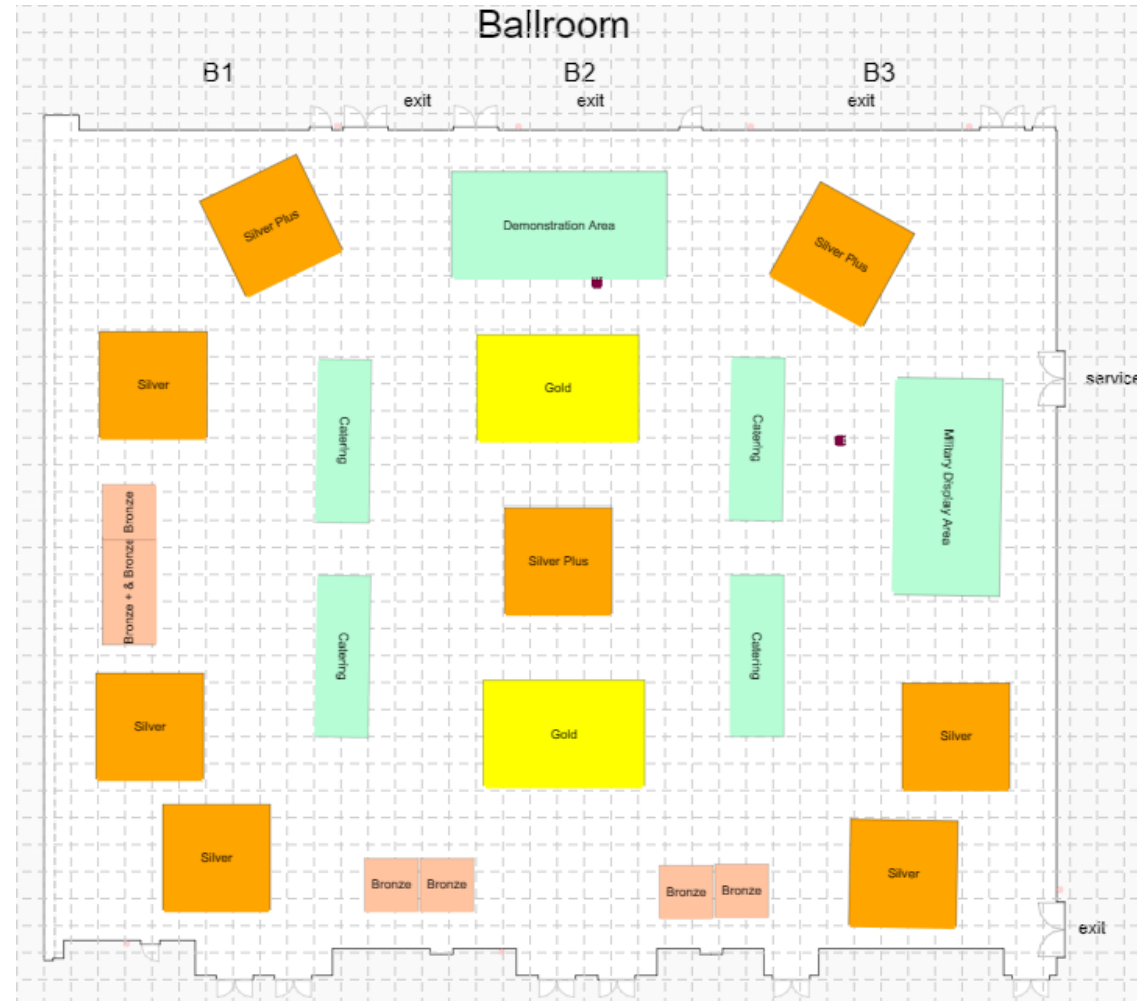 Ballroom
B1
B2
B3
exit
exit
exit
Silver Plus
Demonstration Area
Silver Plus
Silver
Gold
service
Catering
Catering
Military Display Area
Bronze
Bronze + & Bronze
Silver Plus
Catering
Catering
Silver
Gold
Silver
Silver
Silver
Bronze
Bronze
Bronze
Bronze
exit